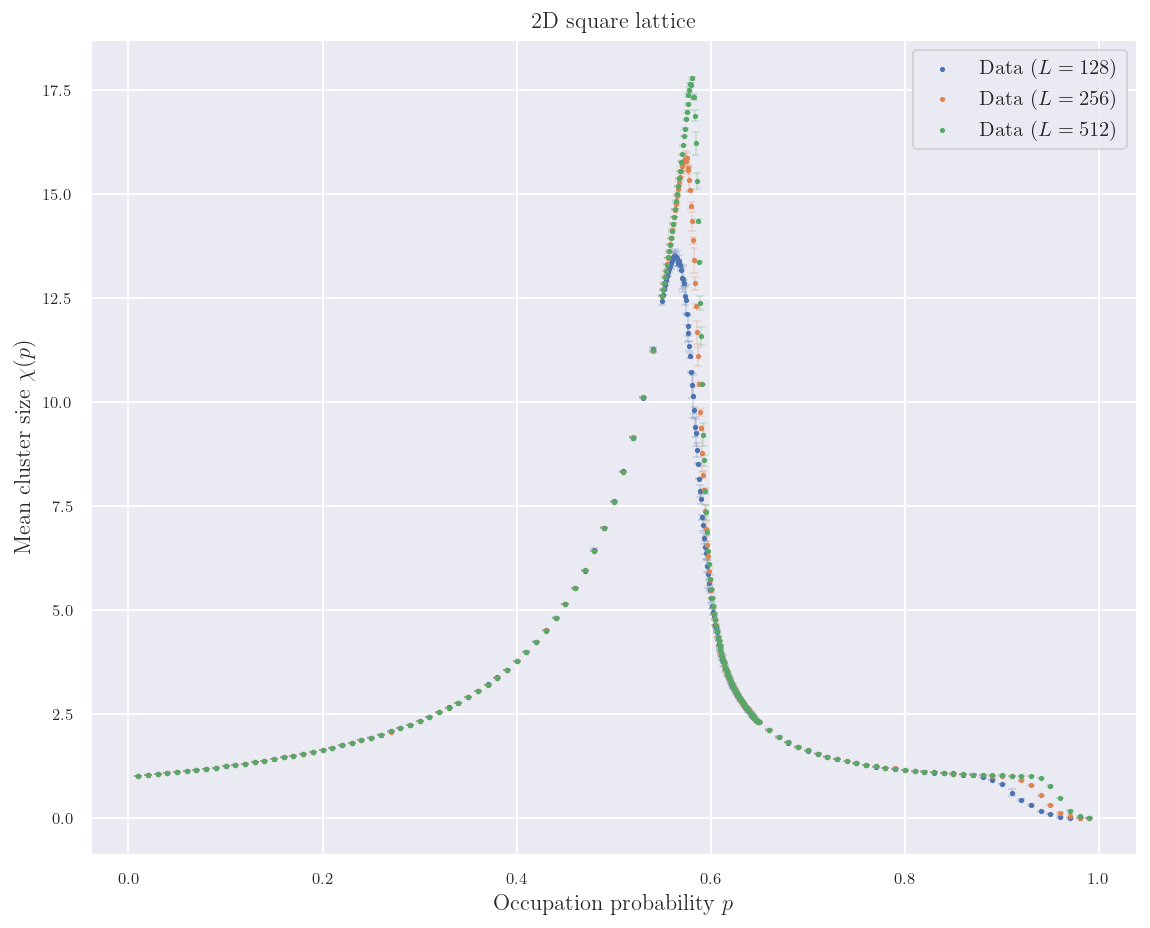 2D square lattice
Data (L = 128)
Data (L = 256)
Data (L = 512)
Mean cluster size χ(p)
17.5
15.0
12.5
10.0
7.5
5.0
2.5
0.0
0.0 0.2 0.4 0.6 0.8 1.0
Occupation probability p